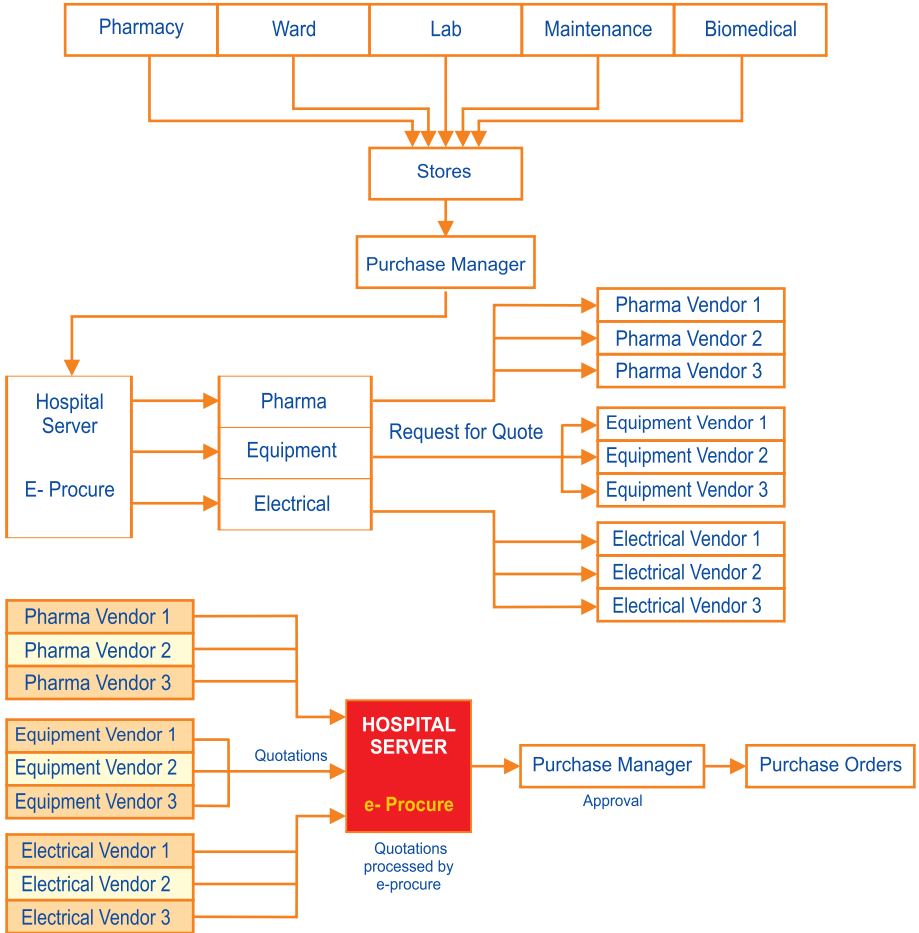 Pharmacy
Ward
Lab
Maintenance
Biomedical
Stores
Purchase Manager
Pharma Vendor 1
Pharma Vendor 2
Pharma Vendor 3
Hospital
Server
E- Procure
Pharma
Equipment
Electrical
Request for Quote
Equipment Vendor 1
Equipment Vendor 2
Equipment Vendor 3
Electrical Vendor 1
Electrical Vendor 2
Electrical Vendor 3
Pharma Vendor 1
Pharma Vendor 2
Pharma Vendor 3
Equipment Vendor 1
Equipment Vendor 2
Equipment Vendor 3
Electrical Vendor 1
Electrical Vendor 2
Electrical Vendor 3
Quotations
HOSPITAL
SERVER
e- Procure
Quotations
processed by
e-procure
Purchase Manager
Approval
Purchase Orders